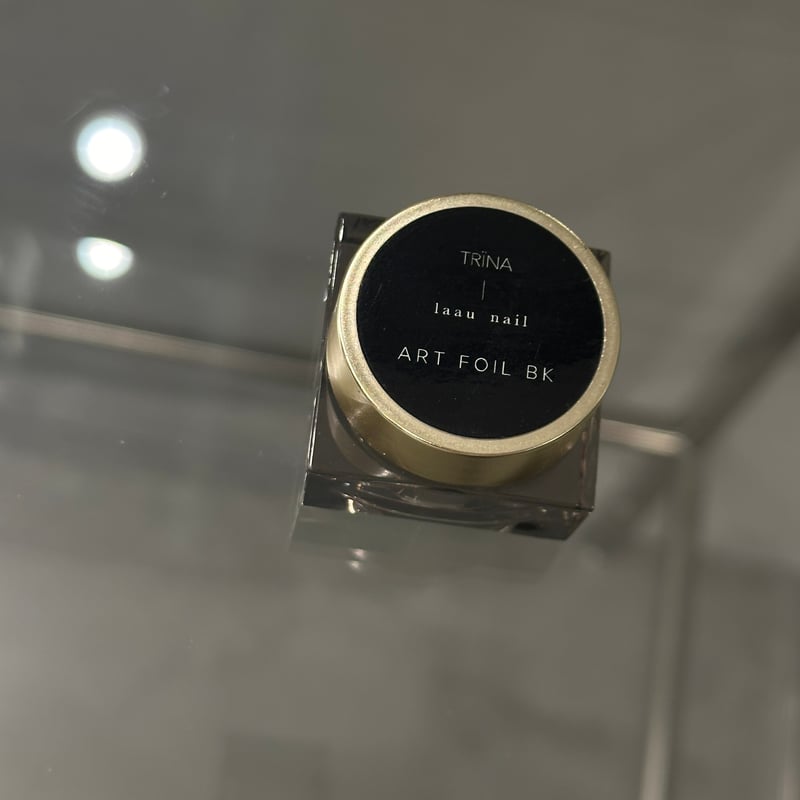 TRÏNA
|
laau nail
ART FOIL BK